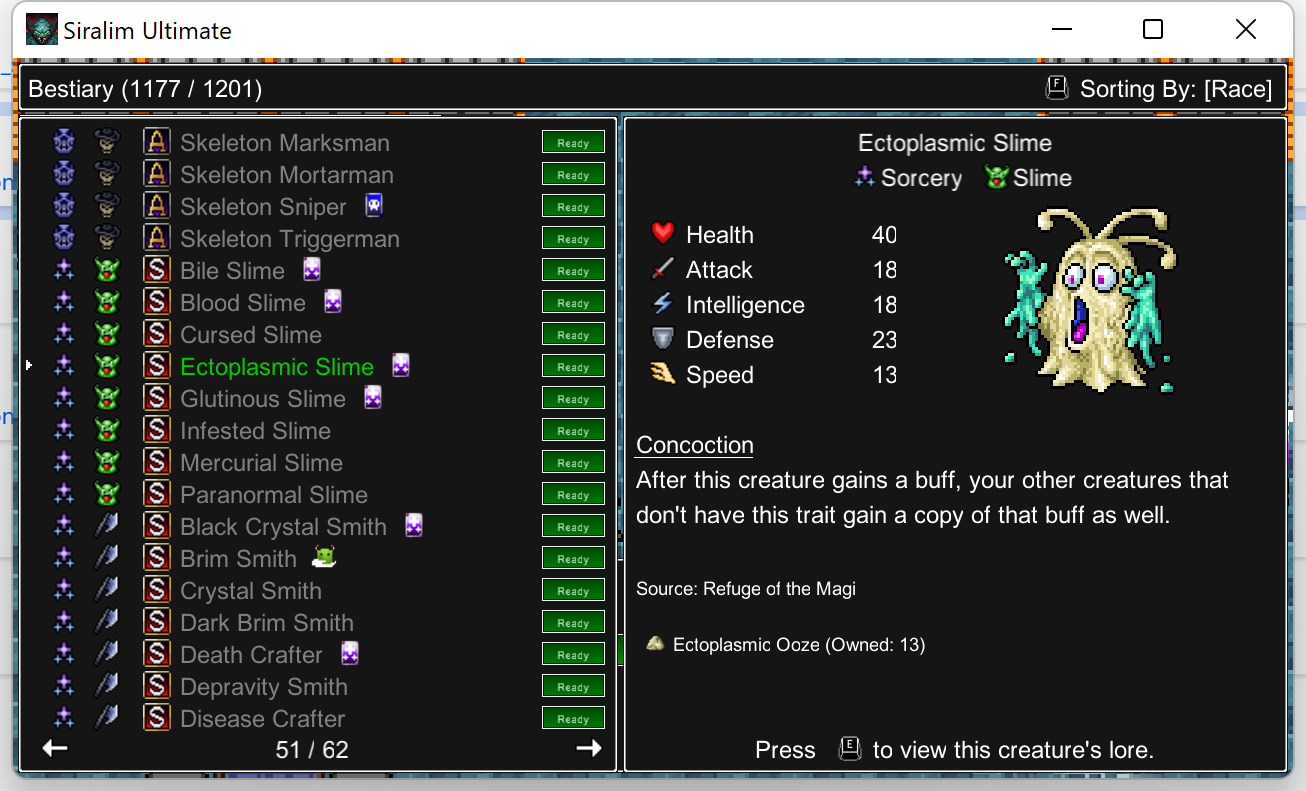 Siralim Ultimate
Bestiary (1177 / 1201)
F Sorting By: [Race]
A Skeleton Marksman Ready
A Skeleton Mortarman Ready
A Skeleton Sniper Ready
A Skeleton Triggerman Ready
S Bile Slime Ready
S Blood Slime Ready
S Cursed Slime Ready
S Ectoplasmic Slime Ready
S Glutinous Slime Ready
S Infested Slime Ready
S Mercurial Slime Ready
S Paranormal Slime Ready
S Black Crystal Smith Ready
S Brim Smith Ready
S Crystal Smith Ready
S Dark Brim Smith Ready
S Death Crafter Ready
S Depravity Smith Ready
S Disease Crafter Ready
51 / 62
Ectoplasmic Slime
Sorcery Slime
Health 40
Attack 18
Intelligence 18
Defense 23
Speed 13
Concoction
After this creature gains a buff, your other creatures that
don't have this trait gain a copy of that buff as well.
Source: Refuge of the Magi
Ectoplasmic Ooze (Owned: 13)
Press E to view this creature's lore.